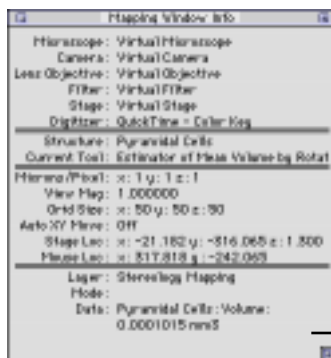 Mapping Window Info
Microscope: Virtual Microscope
Camera: Virtual Camera
Lens Objective: Virtual Objective
Filter: Virtual Filter
Stage: Virtual Stage
Digitizer: QuickTime - Color Key
Structure: Pyramidal Cells
Current Tool: Estimator of Mean Volume by Rotat
Microns/Pixel: x: 1 y: 1 z: 1
View Mag: 1.000000
Grid Size: x: 50 y: 50 z: 50
Auto XY Move: Off
Stage Loc: x: -21.182 y: -316.065 z: 1.300
Mouse Loc: x: 317.818 y: -242.065
Layer: Stereology Mapping
Mode:
Data: Pyramidal Cells: Volume:
0.0001015 mm3